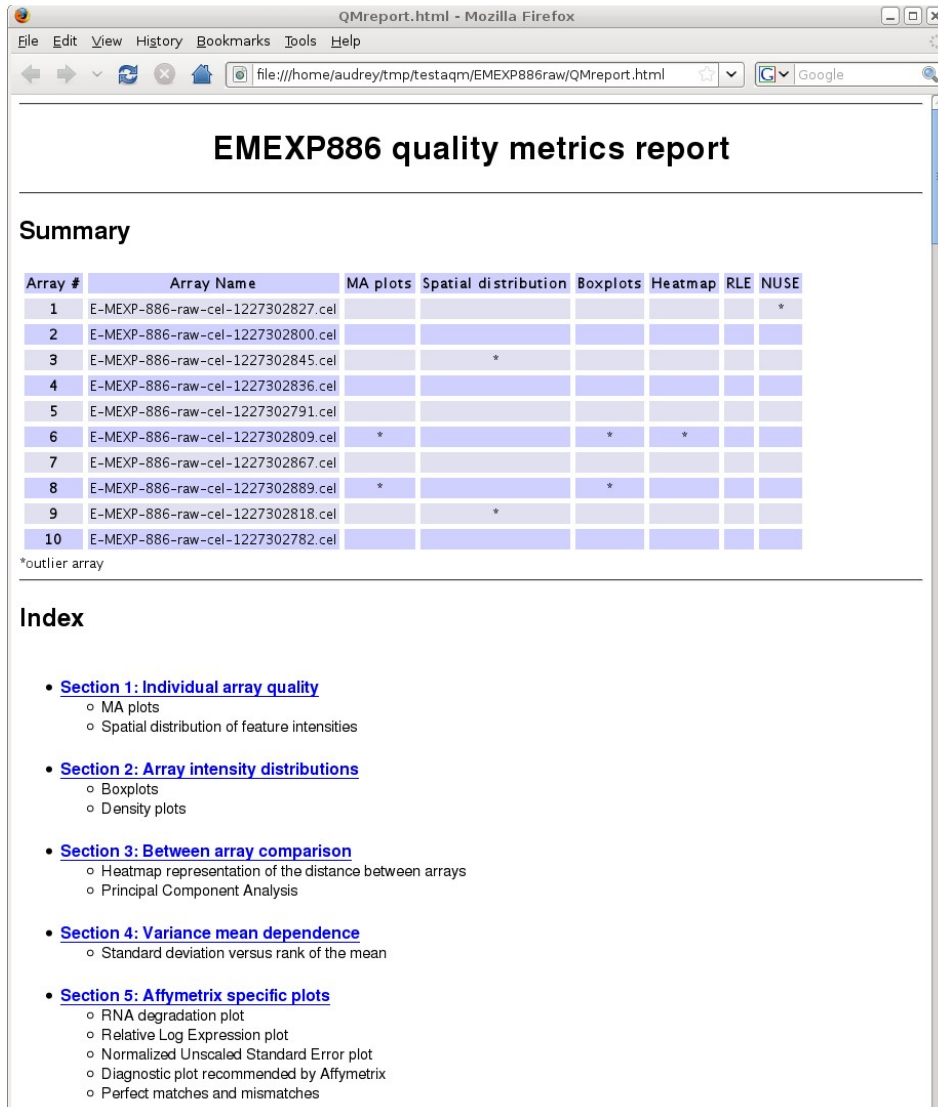 QMreport.html - Mozilla Firefox
File Edit View History Bookmarks Tools Help
file:///home/audrey/tmp/testaqm/EMEXP886raw/QMreport.html G Google
EMEXP886 quality metrics report
Summary
Array # Array Name MA plots Spatial distribution Boxplots Heatmap RLE NUSE
1 E-MEXP-886-raw-cel-1227302827.cel *
2 E-MEXP-886-raw-cel-1227302800.cel
3 E-MEXP-886-raw-cel-1227302845.cel *
4 E-MEXP-886-raw-cel-1227302836.cel
5 E-MEXP-886-raw-cel-1227302791.cel
6 E-MEXP-886-raw-cel-1227302809.cel * * *
7 E-MEXP-886-raw-cel-1227302867.cel
8 E-MEXP-886-raw-cel-1227302889.cel * *
9 E-MEXP-886-raw-cel-1227302818.cel *
10 E-MEXP-886-raw-cel-1227302782.cel
*outlier array
Index
• Section 1: Individual array quality
◦ MA plots
◦ Spatial distribution of feature intensities
• Section 2: Array intensity distributions
◦ Boxplots
◦ Density plots
• Section 3: Between array comparison
◦ Heatmap representation of the distance between arrays
◦ Principal Component Analysis
• Section 4: Variance mean dependence
◦ Standard deviation versus rank of the mean
• Section 5: Affymetrix specific plots
◦ RNA degradation plot
◦ Relative Log Expression plot
◦ Normalized Unscaled Standard Error plot
◦ Diagnostic plot recommended by Affymetrix
◦ Perfect matches and mismatches